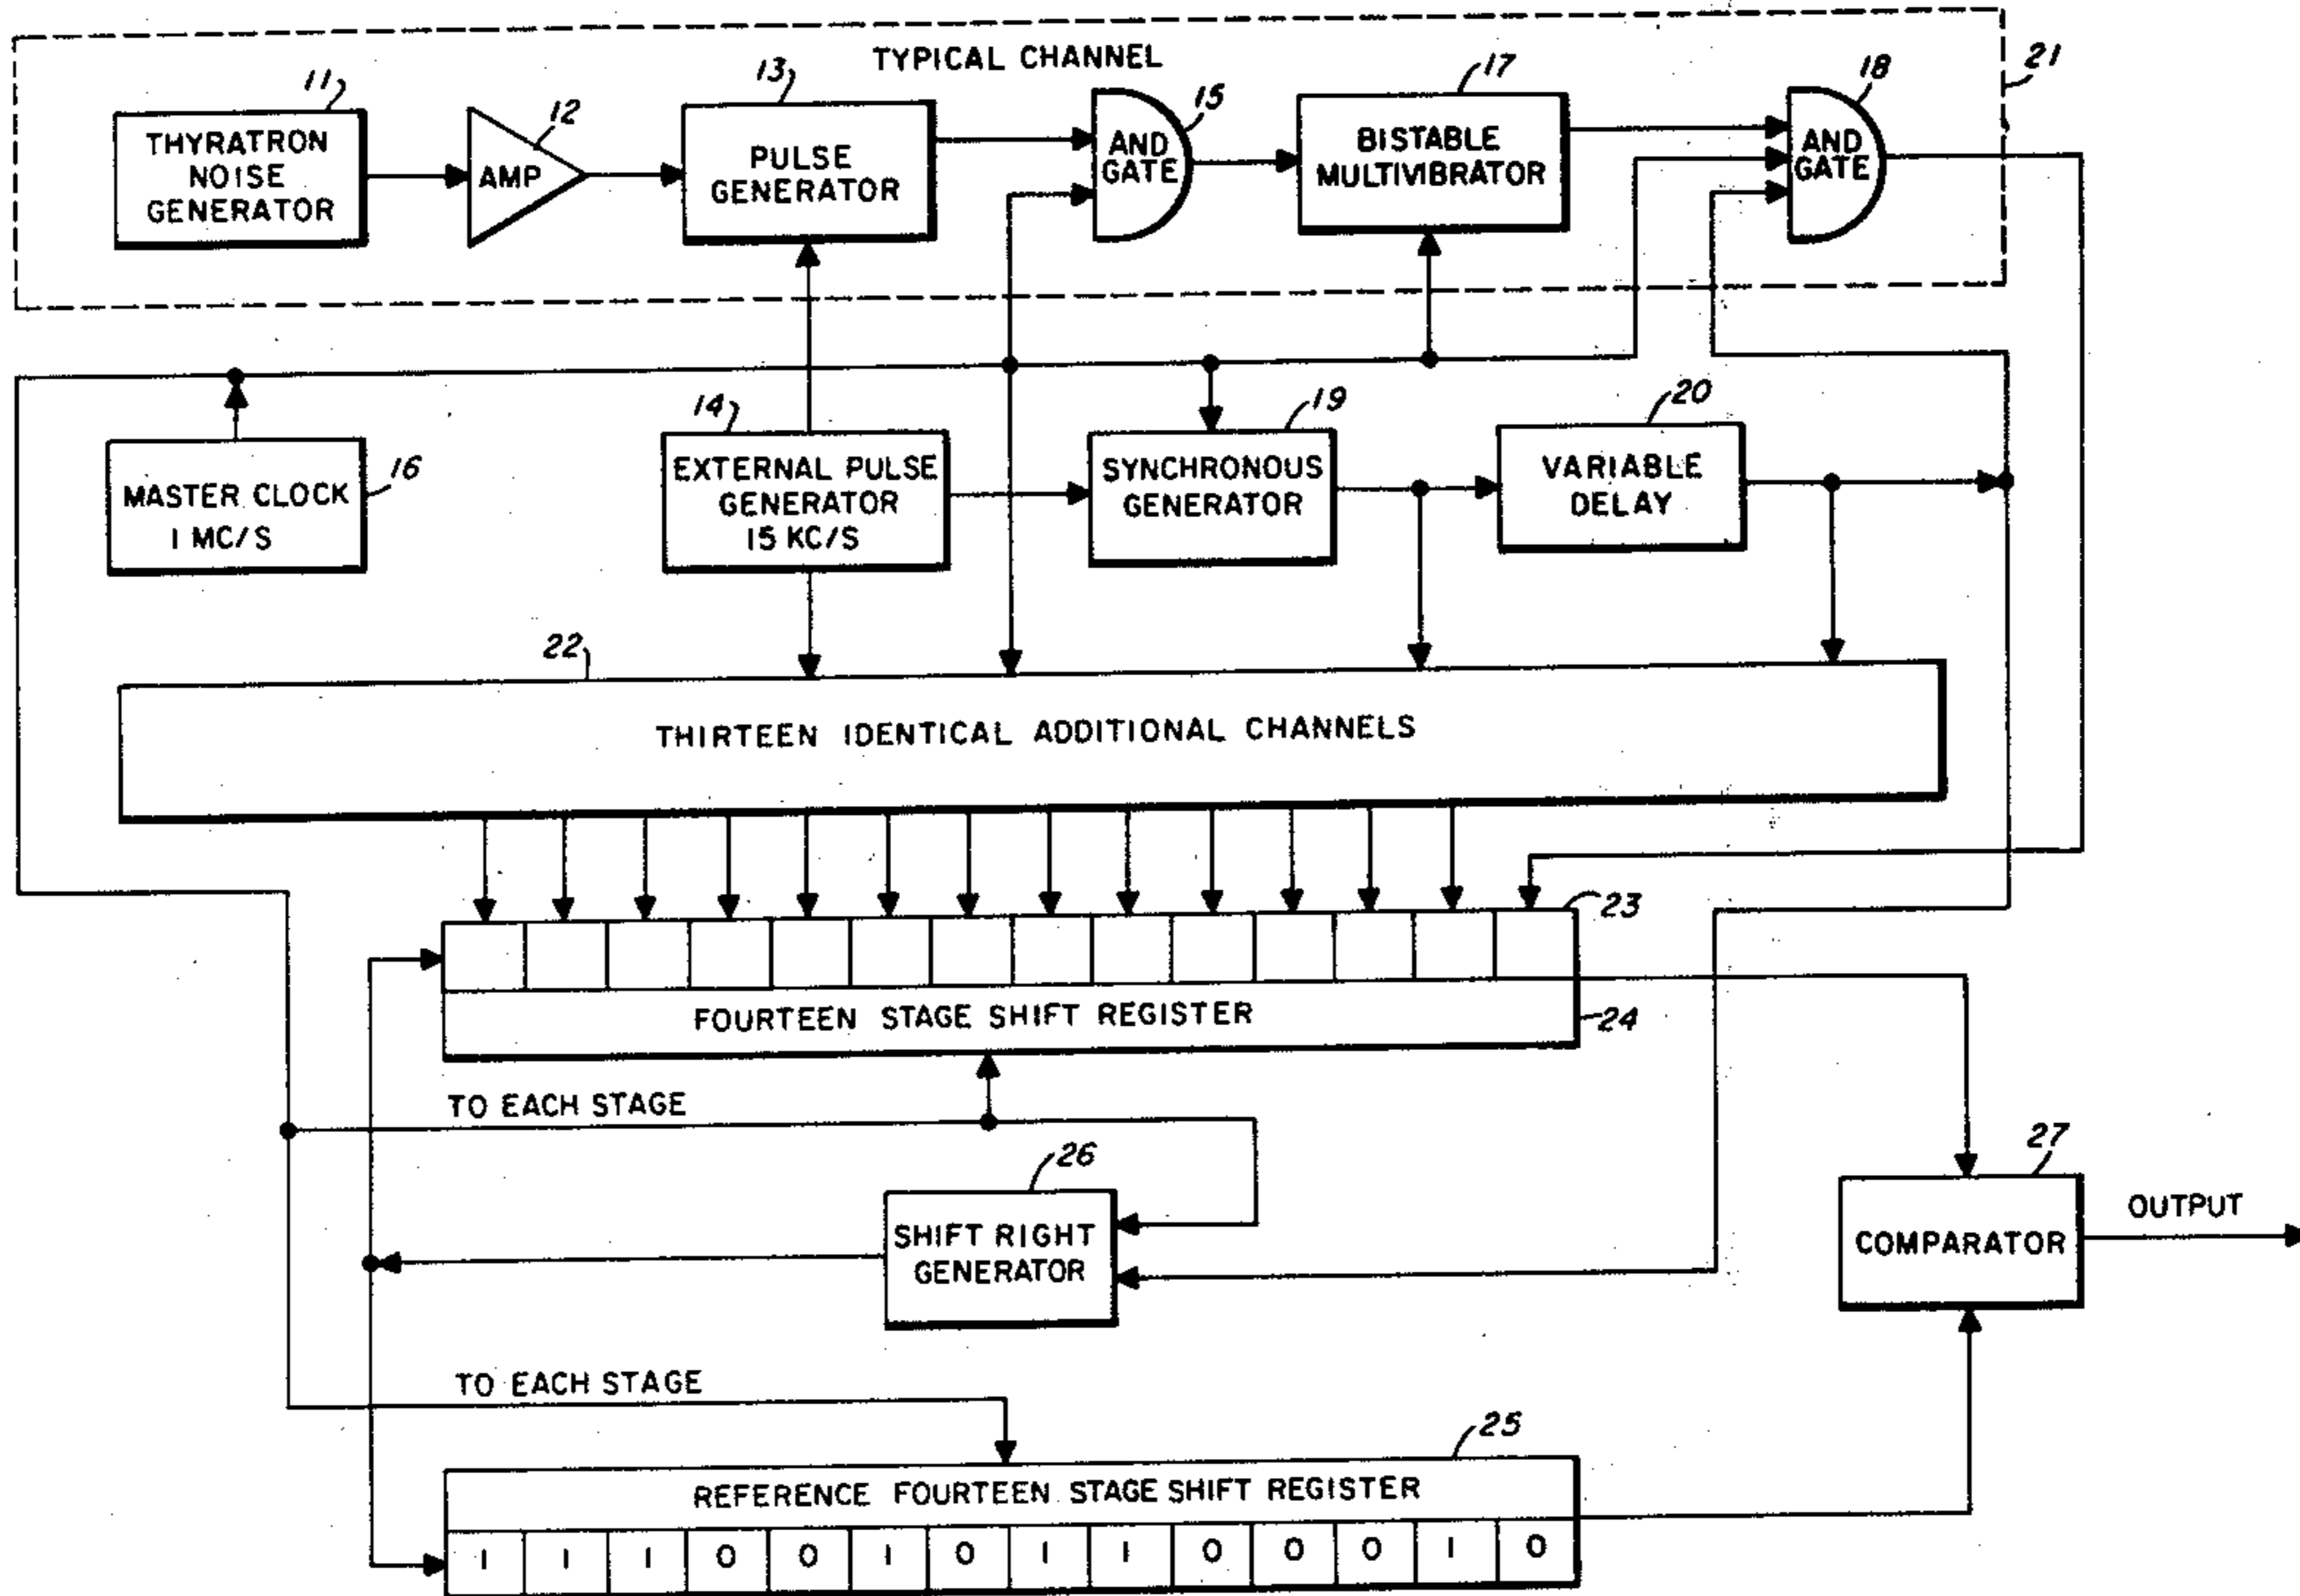 TYPICAL CHANNEL
21
11
THYRATRON
NOISE
GENERATOR
12
AMP
13
PULSE
GENERATOR
15
AND
GATE
17
BISTABLE
MULTIVIBRATOR
18
AND
GATE
MASTER CLOCK
1 MC/S
16
14
EXTERNAL PULSE
GENERATOR
15 KC/S
19
SYNCHRONOUS
GENERATOR
20
VARIABLE
DELAY
22
THIRTEEN IDENTICAL ADDITIONAL CHANNELS
23
FOURTEEN STAGE SHIFT REGISTER
24
TO EACH STAGE
26
SHIFT RIGHT
GENERATOR
27
COMPARATOR
OUTPUT
TO EACH STAGE
25
REFERENCE FOURTEEN STAGE SHIFT REGISTER
1 1 1 0 0 1 0 1 1 0 0 0 1 0